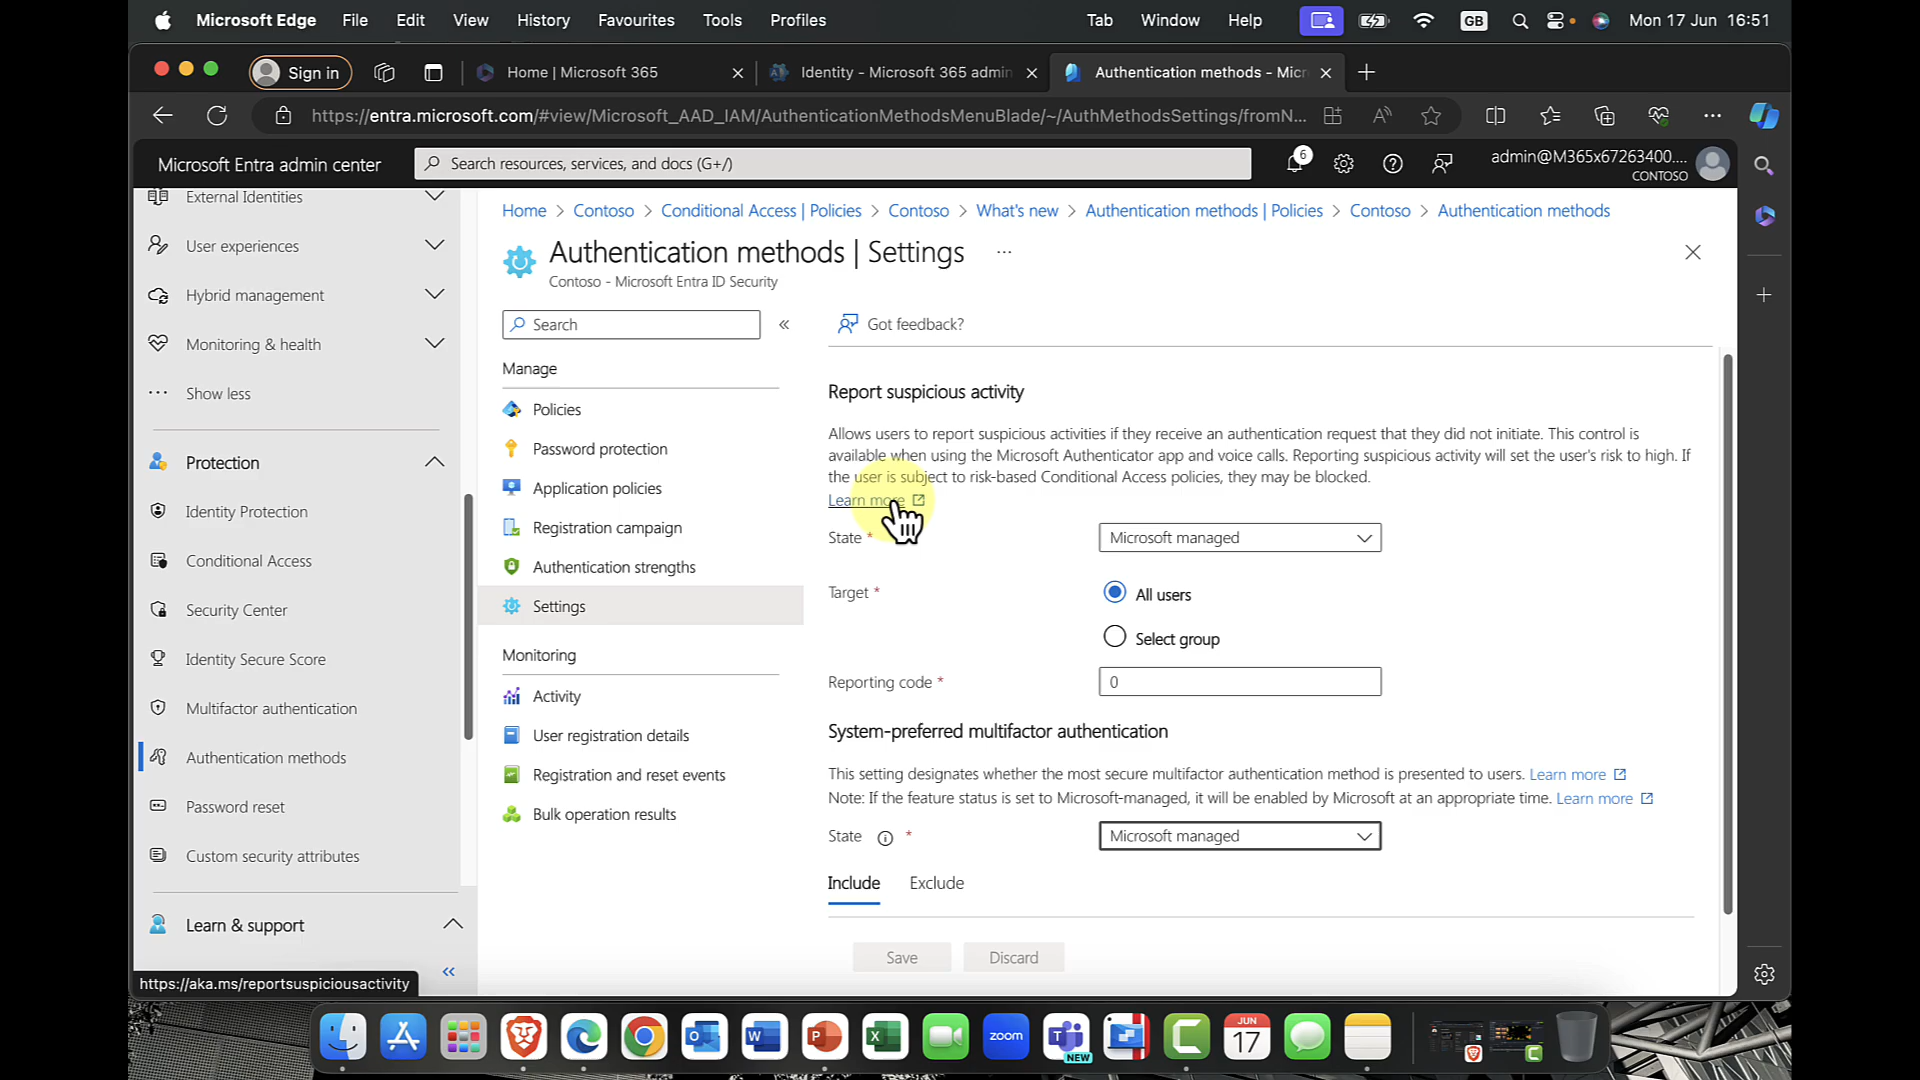 Microsoft Edge File Edit View History Favourites Tools Profiles Tab Window Help GB Mon 17 Jun 16:51
Sign in Home | Microsoft 365 Identity - Microsoft 365 admin Authentication methods - Micr
https://entra.microsoft.com/#view/Microsoft_AAD_IAM/AuthenticationMethodsMenuBlade/~/AuthMethodsSettings/fromN...
Microsoft Entra admin center
Search resources, services, and docs (G+/)
6
admin@M365x67263400....
CONTOSO
External Identities
User experiences
Hybrid management
Monitoring & health
Show less
Protection
Identity Protection
Conditional Access
Security Center
Identity Secure Score
Multifactor authentication
Authentication methods
Password reset
Custom security attributes
Learn & support
https://aka.ms/reportsuspiciousactivity
Home > Contoso > Conditional Access | Policies > Contoso > What's new > Authentication methods | Policies > Contoso > Authentication methods
Authentication methods | Settings ...
Contoso - Microsoft Entra ID Security
Search
Manage
Policies
Password protection
Application policies
Registration campaign
Authentication strengths
Settings
Monitoring
Activity
User registration details
Registration and reset events
Bulk operation results
Got feedback?
Report suspicious activity
Allows users to report suspicious activities if they receive an authentication request that they did not initiate. This control is
available when using the Microsoft Authenticator app and voice calls. Reporting suspicious activity will set the user's risk to high. If
the user is subject to risk-based Conditional Access policies, they may be blocked.
Learn more
State * Microsoft managed
Target * All users
Select group
Reporting code * 0
System-preferred multifactor authentication
This setting designates whether the most secure multifactor authentication method is presented to users. Learn more
Note: If the feature status is set to Microsoft-managed, it will be enabled by Microsoft at an appropriate time. Learn more
State * Microsoft managed
Include Exclude
Save Discard
zoom
NEW
JUN
17